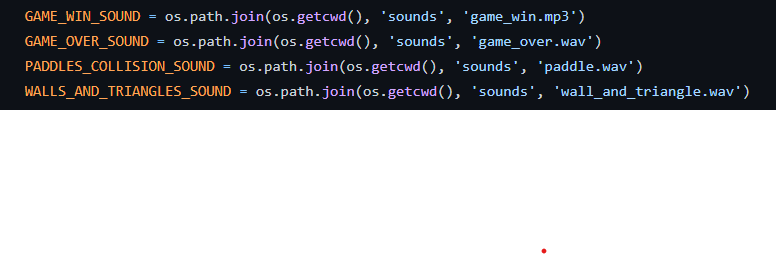 GAME_WIN_SOUND = os.path.join(os.getcwd(), 'sounds', 'game_win.mp3')
GAME_OVER_SOUND = os.path.join(os.getcwd(), 'sounds', 'game_over.wav')
PADDLES_COLLISION_SOUND = os.path.join(os.getcwd(), 'sounds', 'paddle.wav')
WALLS_AND_TRIANGLES_SOUND = os.path.join(os.getcwd(), 'sounds', 'wall_and_triangle.wav')